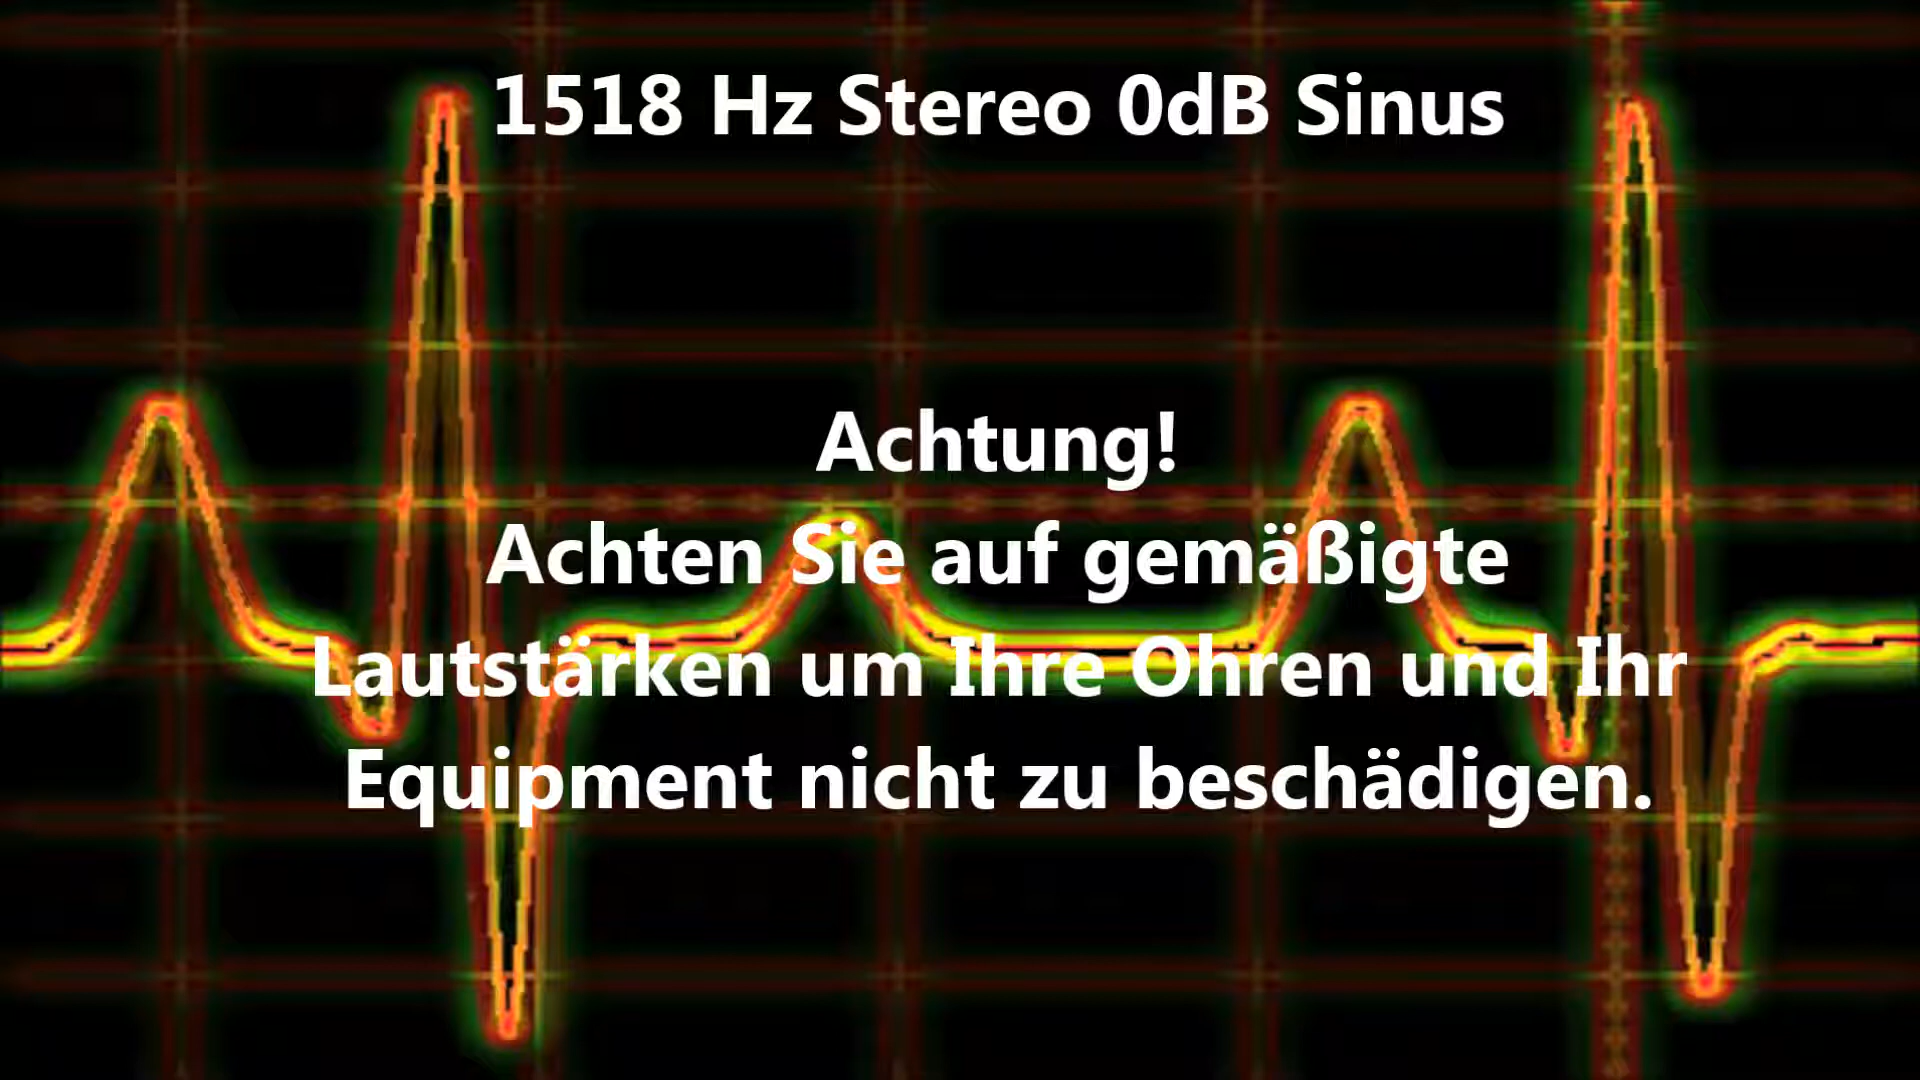 1518 Hz Stereo 0dB Sinus
Achtung!
Achten Sie auf gemäßigte
Lautstärken um Ihre Ohren und Ihr
Equipment nicht zu beschädigen.